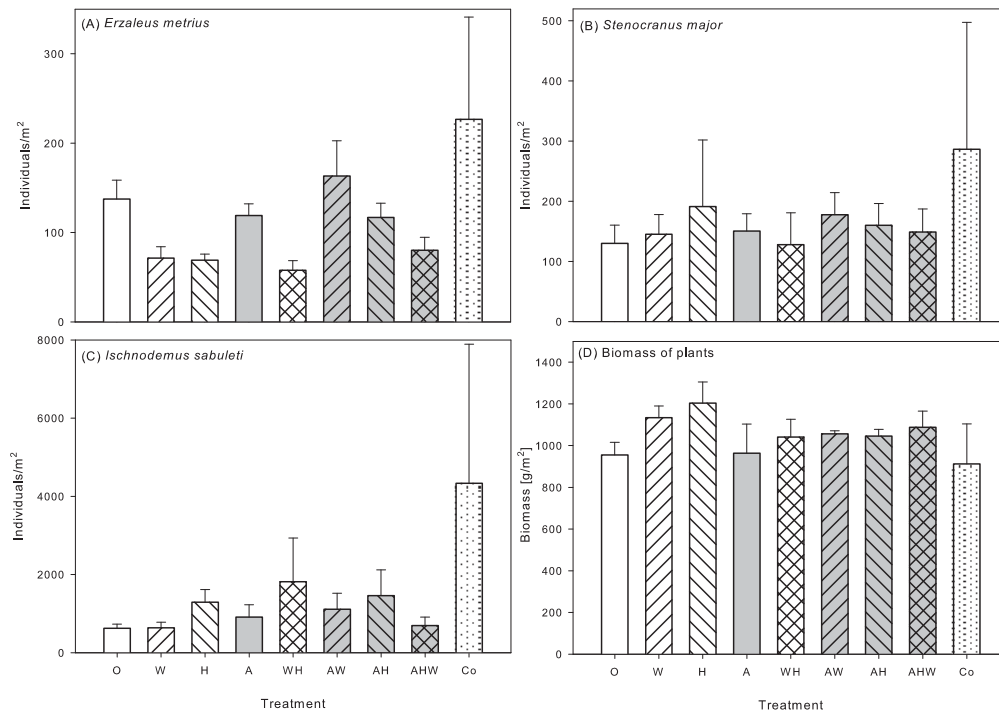 (A) Erzaleus metrius
300
200
100
0
Individuals/m²
(B) Stenocranus major
500
400
300
200
100
0
Individuals/m²
(C) Ischnodemus sabuleti
8000
6000
4000
2000
0
Individuals/m²
O W H A WH AW AH AHW Co
Treatment
(D) Biomass of plants
1400
1200
1000
800
600
400
200
0
Biomass [g/m²]
O W H A WH AW AH AHW Co
Treatment